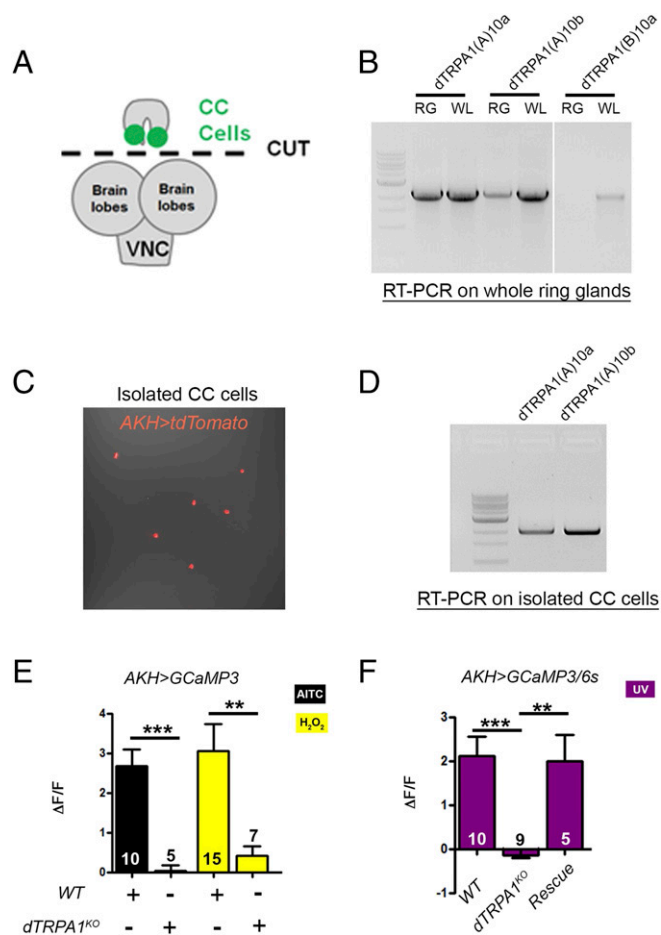 A
CC
Cells
CUT
Brain
lobes
Brain
lobes
VNC
B
dTRPA1(A)10a
dTRPA1(A)10b
dTRPA1(B)10a
RG WL RG WL RG WL
RT-PCR on whole ring glands
C
Isolated CC cells
AKH>tdTomato
D
dTRPA1(A)10a
dTRPA1(A)10b
RT-PCR on isolated CC cells
E
AKH>GCaMP3
AITC
H₂O₂
***
**
ΔF/F
4
3
2
1
0
10
5
15
7
WT + - + -
dTRPA1ᴷᴼ - + - +
F
AKH>GCaMP3/6s
UV
***
**
ΔF/F
3
2
1
0
-1
10
9
5
WT
dTRPA1ᴷᴼ
Rescue